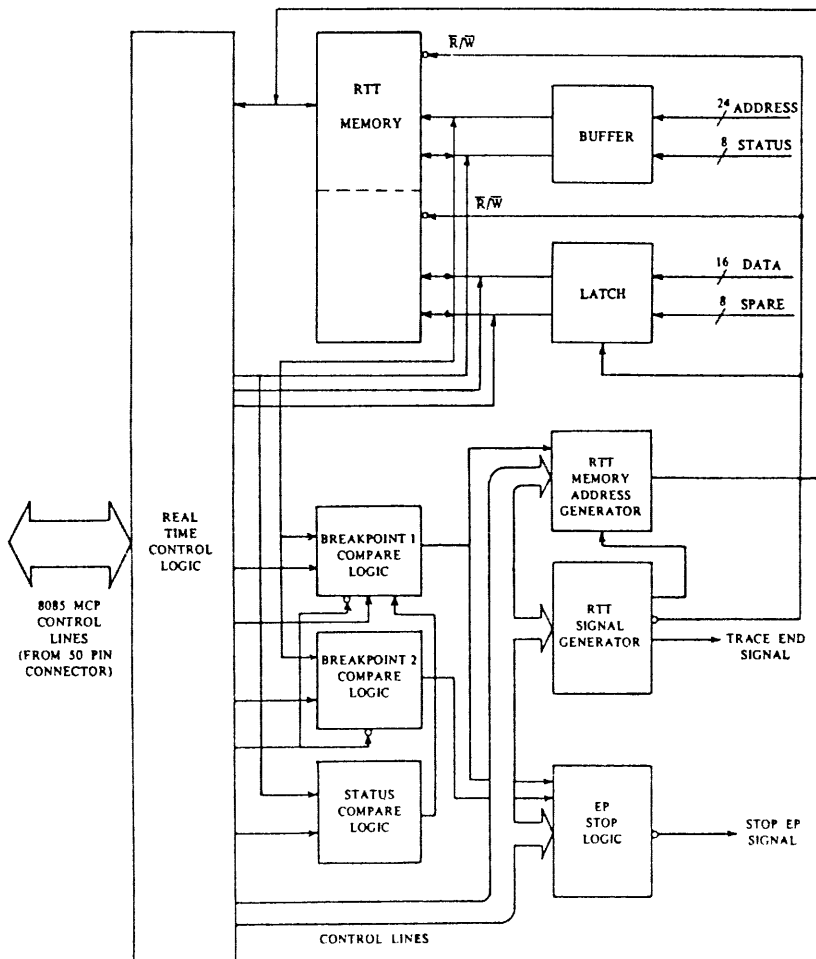 R̅/W̅
RTT
MEMORY
24 ADDRESS
BUFFER
8 STATUS
R̅/W̅
16 DATA
LATCH
8 SPARE
RTT
MEMORY
ADDRESS
GENERATOR
REAL
TIME
CONTROL
LOGIC
BREAKPOINT 1
COMPARE
LOGIC
8085 MCP
CONTROL
LINES
(FROM 50 PIN
CONNECTOR)
RTT
SIGNAL
GENERATOR
TRACE END
SIGNAL
BREAKPOINT 2
COMPARE
LOGIC
STATUS
COMPARE
LOGIC
EP
STOP
LOGIC
STOP EP
SIGNAL
CONTROL LINES